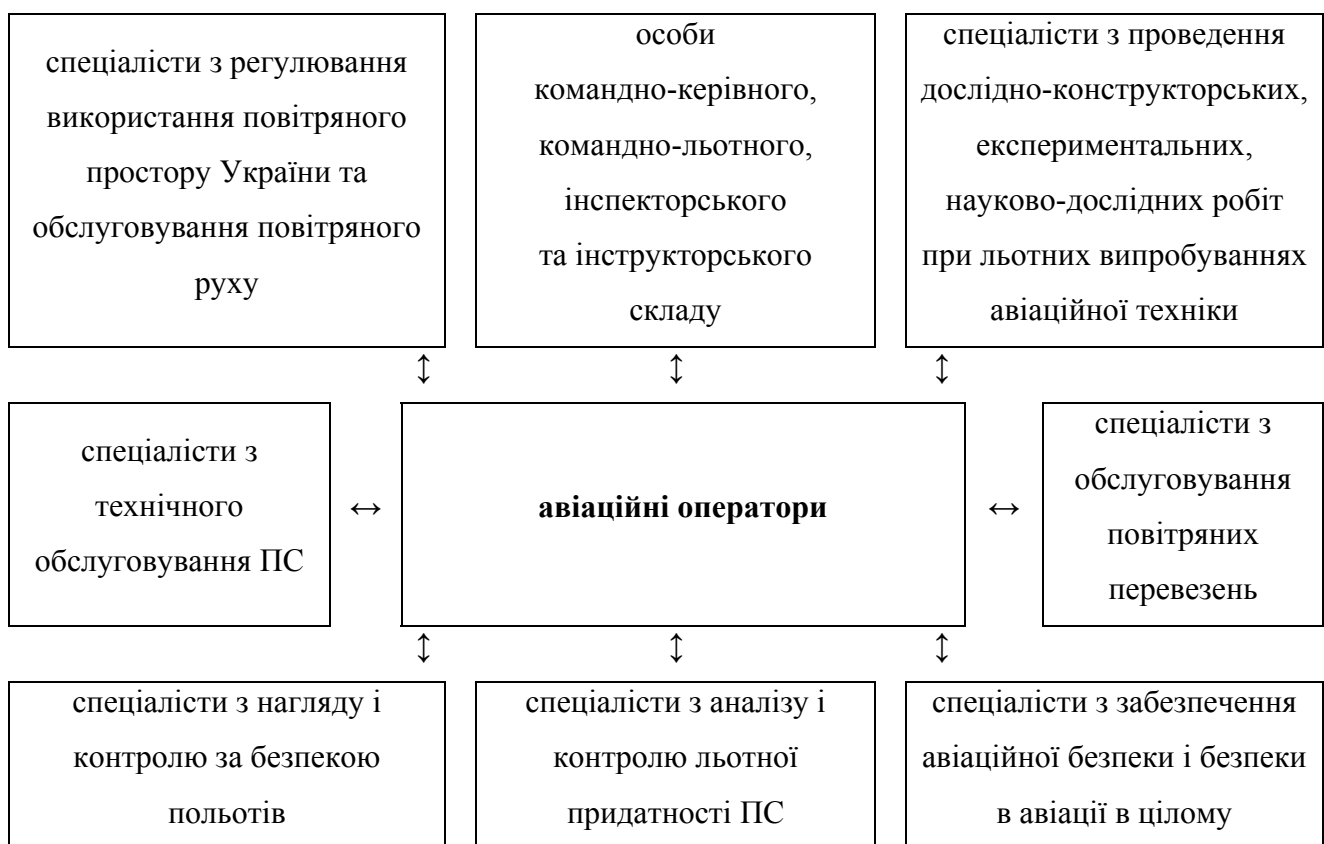 спеціалісти з регулювання
використання повітряного
простору України та
обслуговування повітряного
руху
особи
командно-керівного,
командно-льотного,
інспекторського
та інструкторського
складу
спеціалісти з проведення
дослідно-конструкторських,
експериментальних,
науково-дослідних робіт
при льотних випробуваннях
авіаційної техніки
↕ ↕ ↕
спеціалісти з
технічного
обслуговування ПС
↔
авіаційні оператори
↔
спеціалісти з
обслуговування
повітряних
перевезень
↕ ↕ ↕
спеціалісти з нагляду і
контролю за безпекою
польотів
спеціалісти з аналізу і
контролю льотної
придатності ПС
спеціалісти з забезпечення
авіаційної безпеки і безпеки
в авіації в цілому